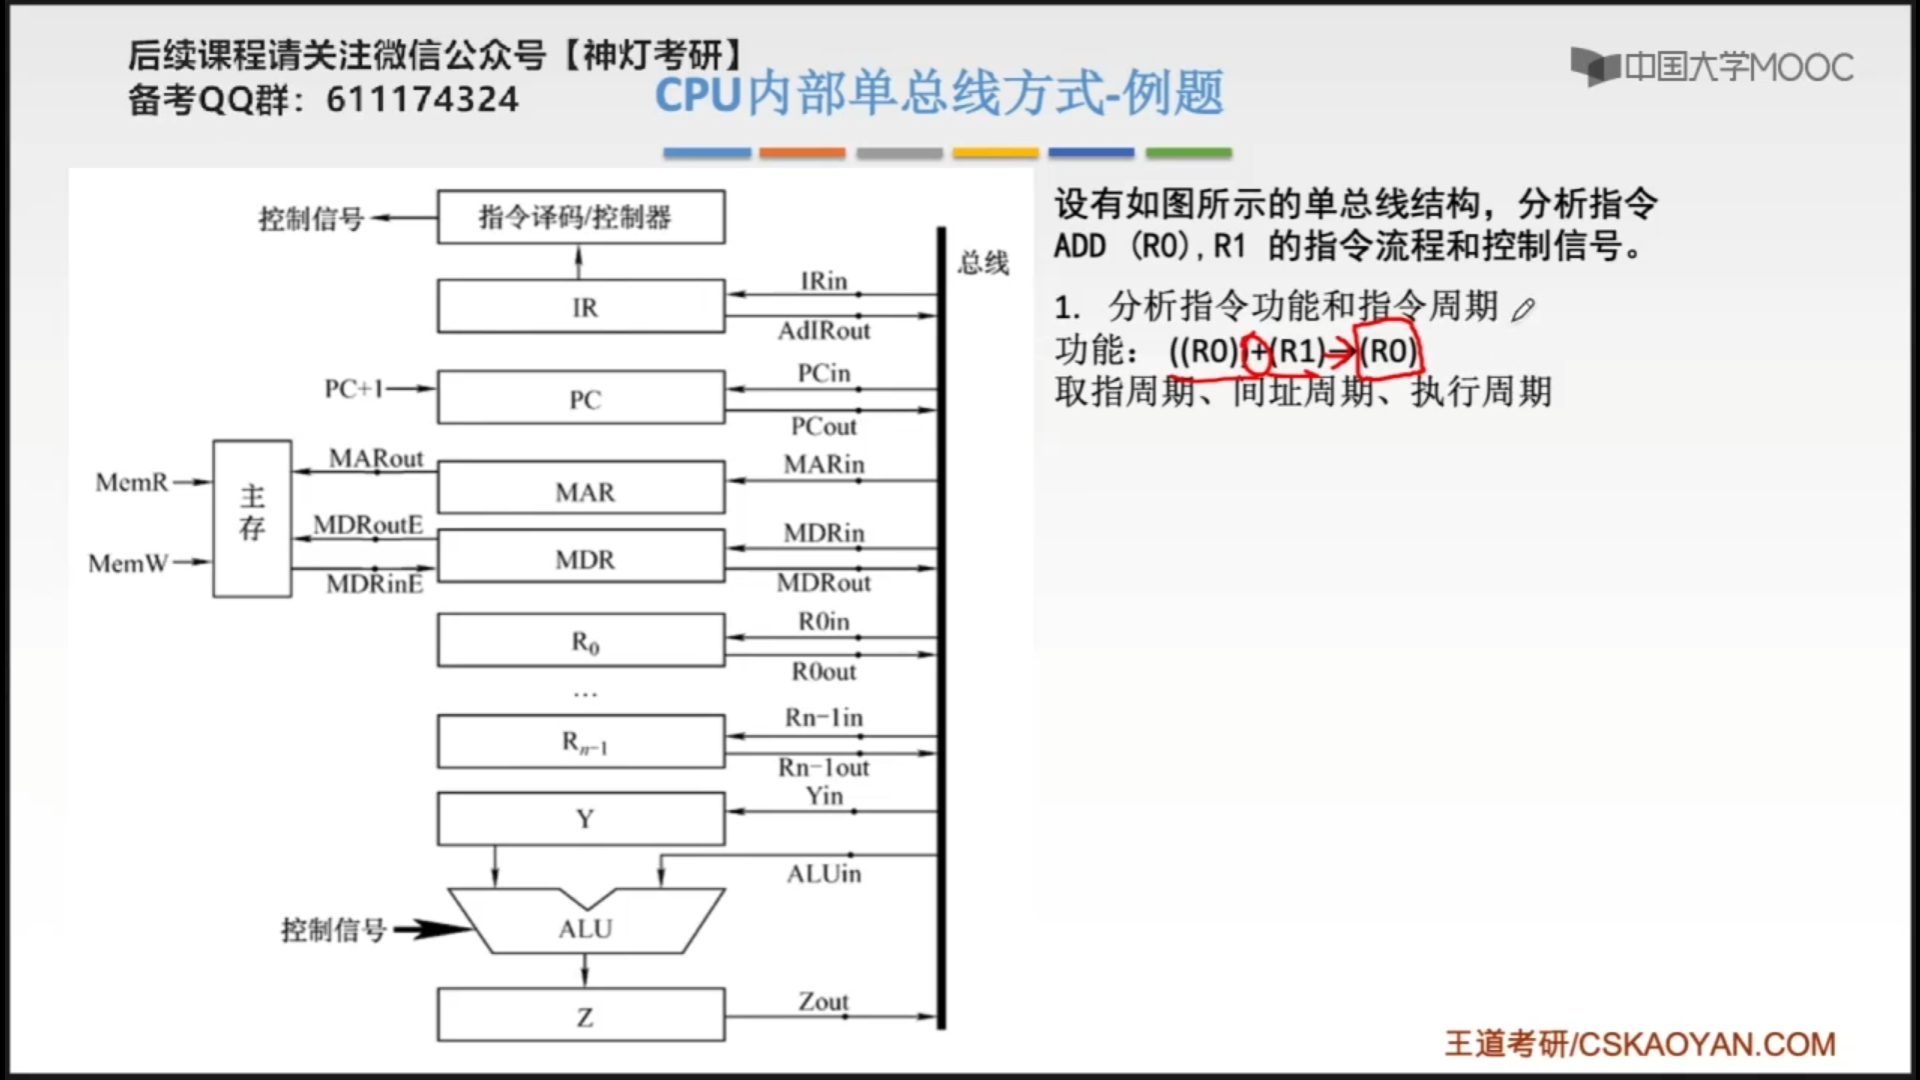 后续课程请关注微信公众号【神灯考研】
备考QQ群：611174324
CPU内部单总线方式-例题
中国大学MOOC
控制信号
指令译码/控制器
总线
IRin
IR
AdIRout
PCin
PC+1
PC
PCout
MARout
MARin
MemR
MAR
主存
MDRoutE
MDRin
MemW
MDR
MDRinE
MDRout
R0in
R0
R0out
…
Rn-1in
Rn-1
Rn-1out
Yin
Y
ALUin
控制信号
ALU
Zout
Z
设有如图所示的单总线结构，分析指令
ADD (R0),R1 的指令流程和控制信号。
1. 分析指令功能和指令周期
功能： ((R0))+(R1)→(R0)
取指周期、间址周期、执行周期
王道考研/CSKAOYAN.COM